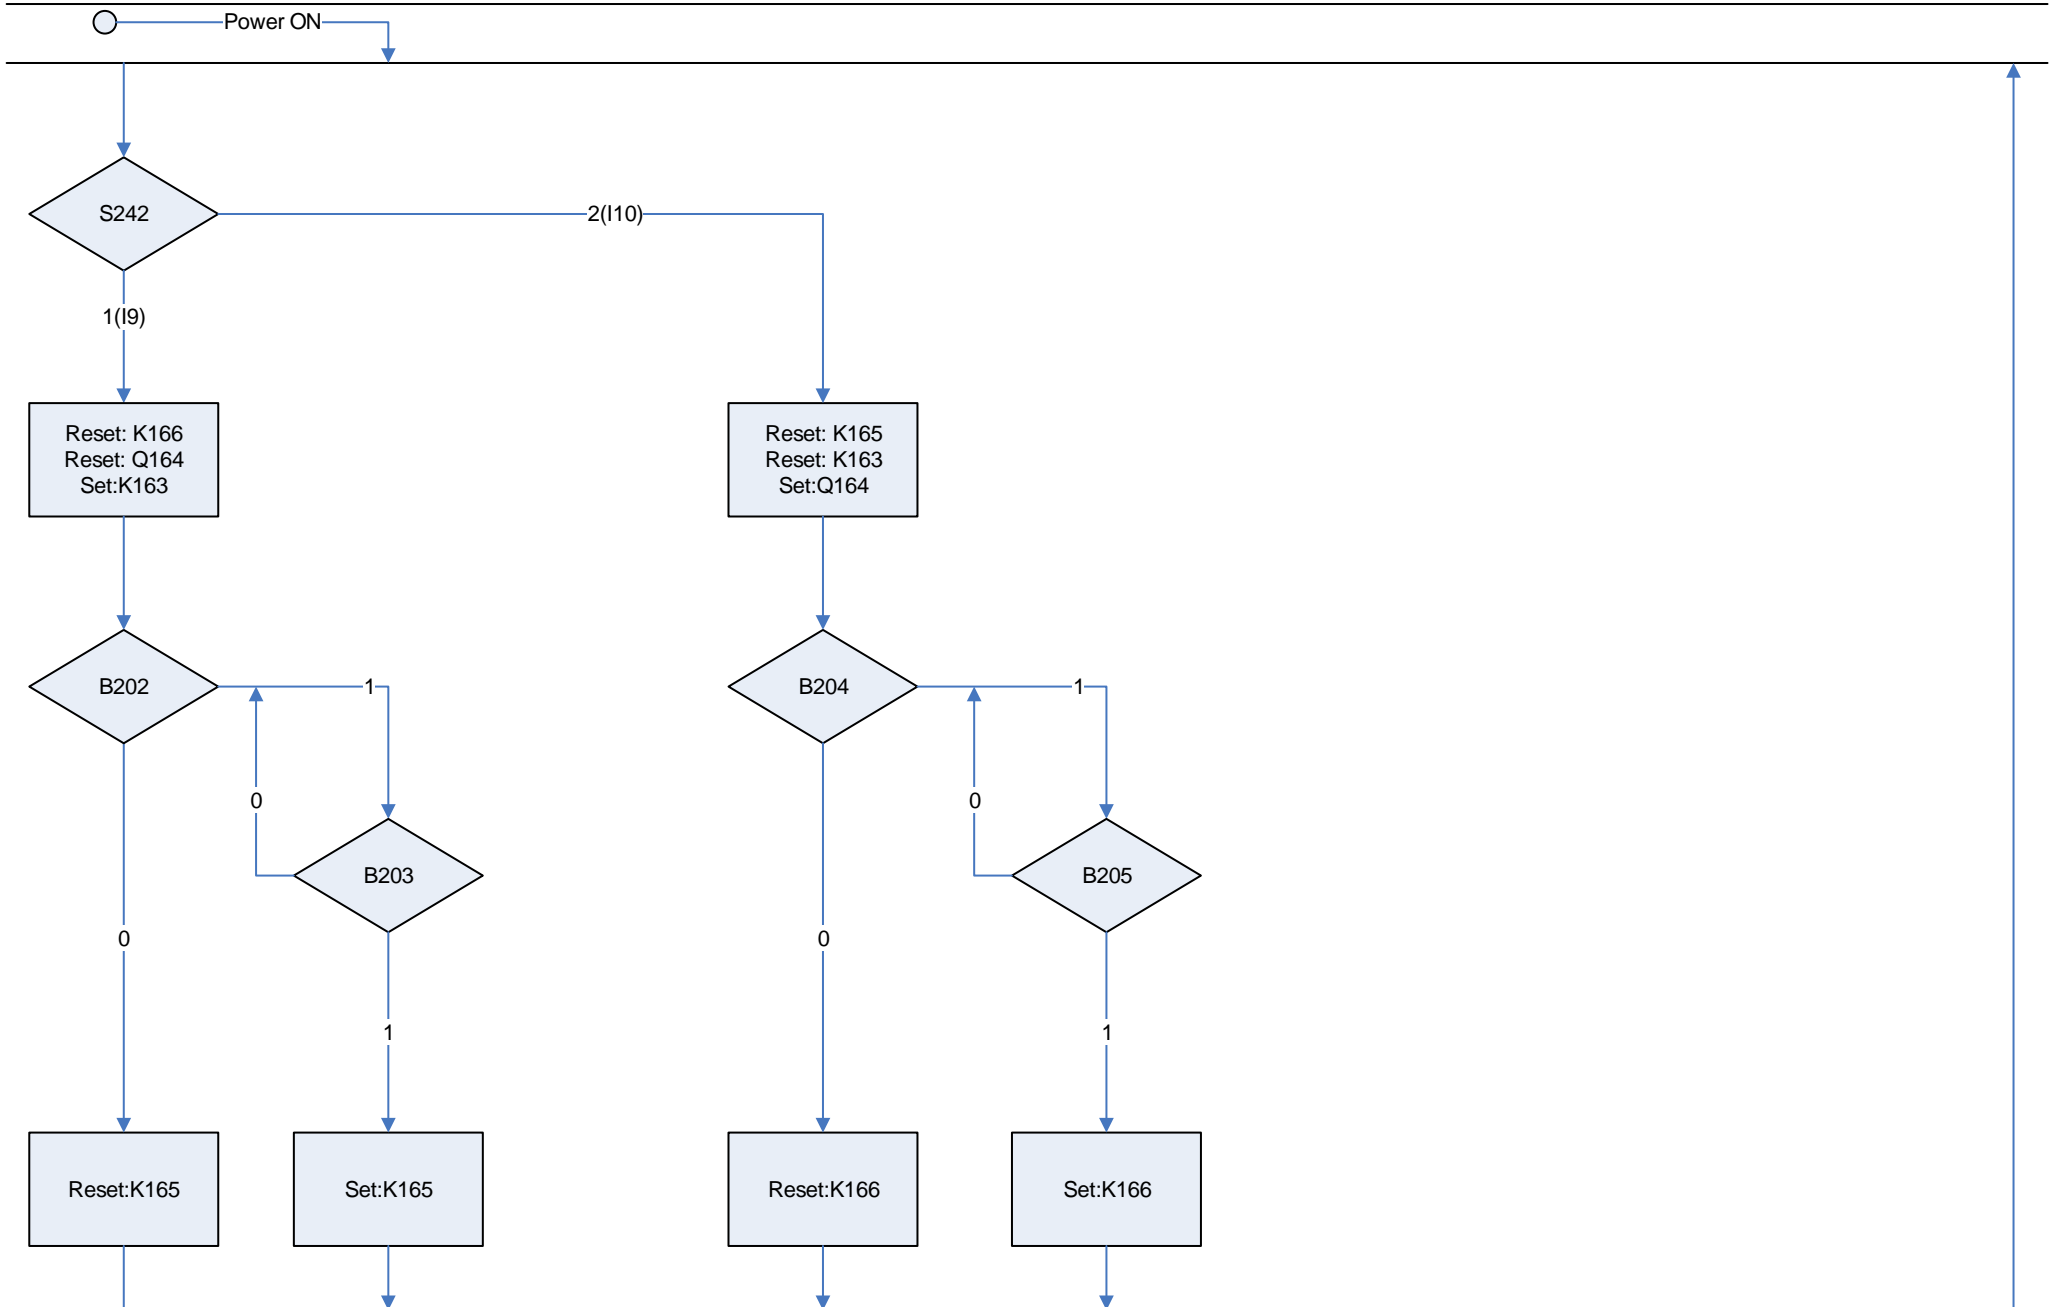 Power ON
S242
2(I10)
1(I9)
Reset: K166
Reset: Q164
Set:K163
Reset: K165
Reset: K163
Set:Q164
B202
1
B204
1
0
0
B203
B205
0
0
1
1
Reset:K165
Set:K165
Reset:K166
Set:K166